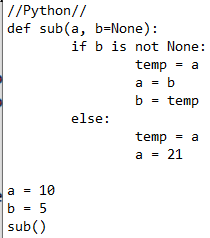 //Python//
def sub(a, b=None):
        if b is not None:
                temp = a
                a = b
                b = temp
        else:
                temp = a
                a = 21

a = 10
b = 5
sub()